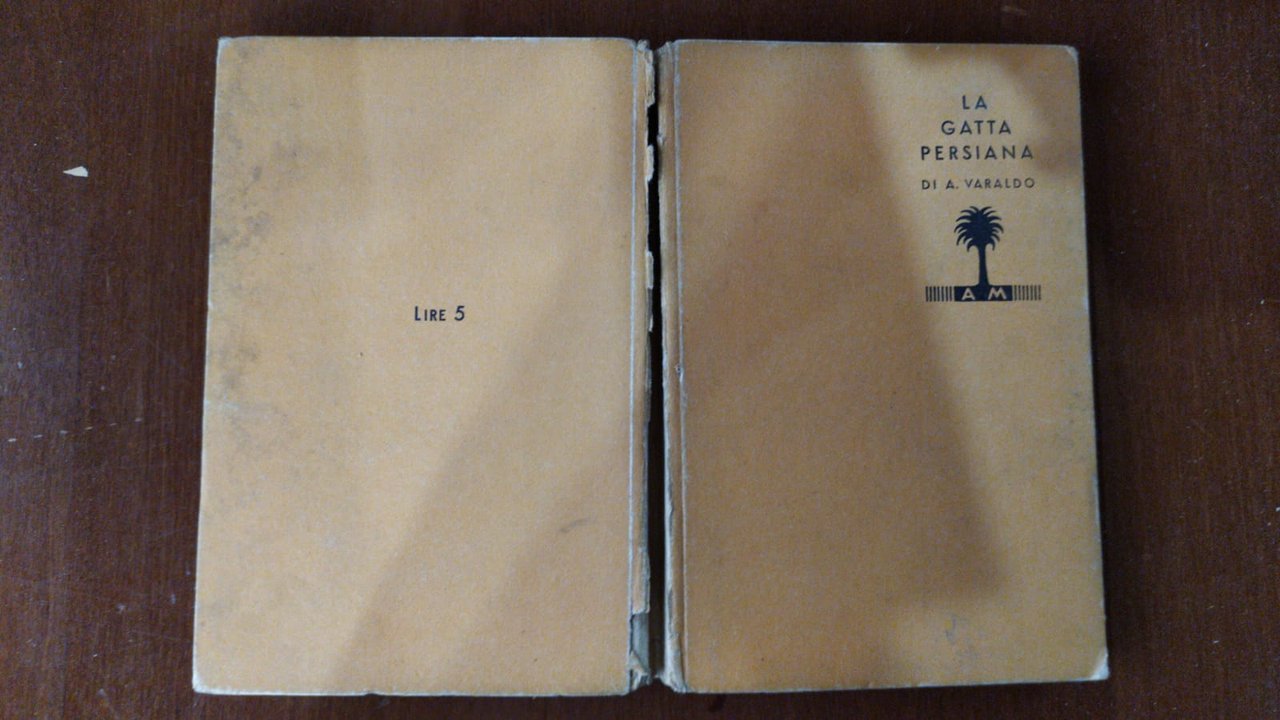 LIRE 5
LA
GATTA
PERSIANA
DI A. VARALDO
A M